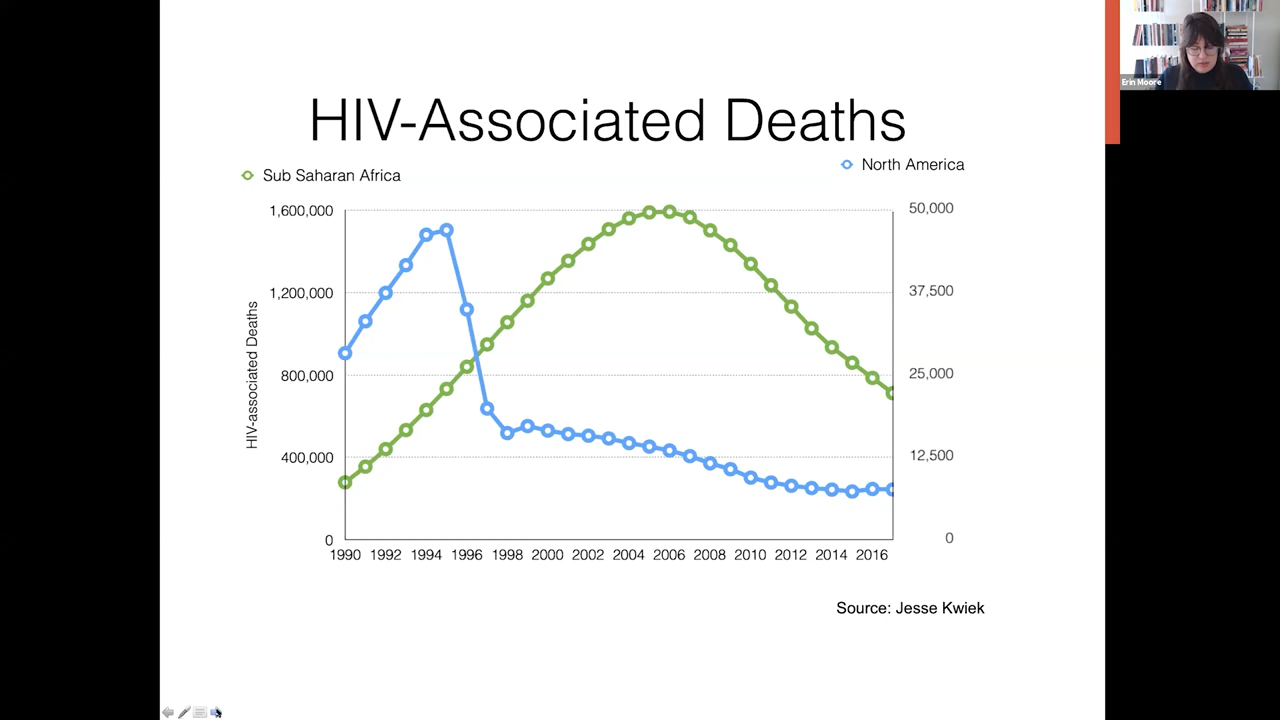 HIV-Associated Deaths
Sub Saharan Africa
North America
HIV-associated Deaths
1,600,000
1,200,000
800,000
400,000
0
50,000
37,500
25,000
12,500
0
1990 1992 1994 1996 1998 2000 2002 2004 2006 2008 2010 2012 2014 2016
Source: Jesse Kwiek
Erin Moore